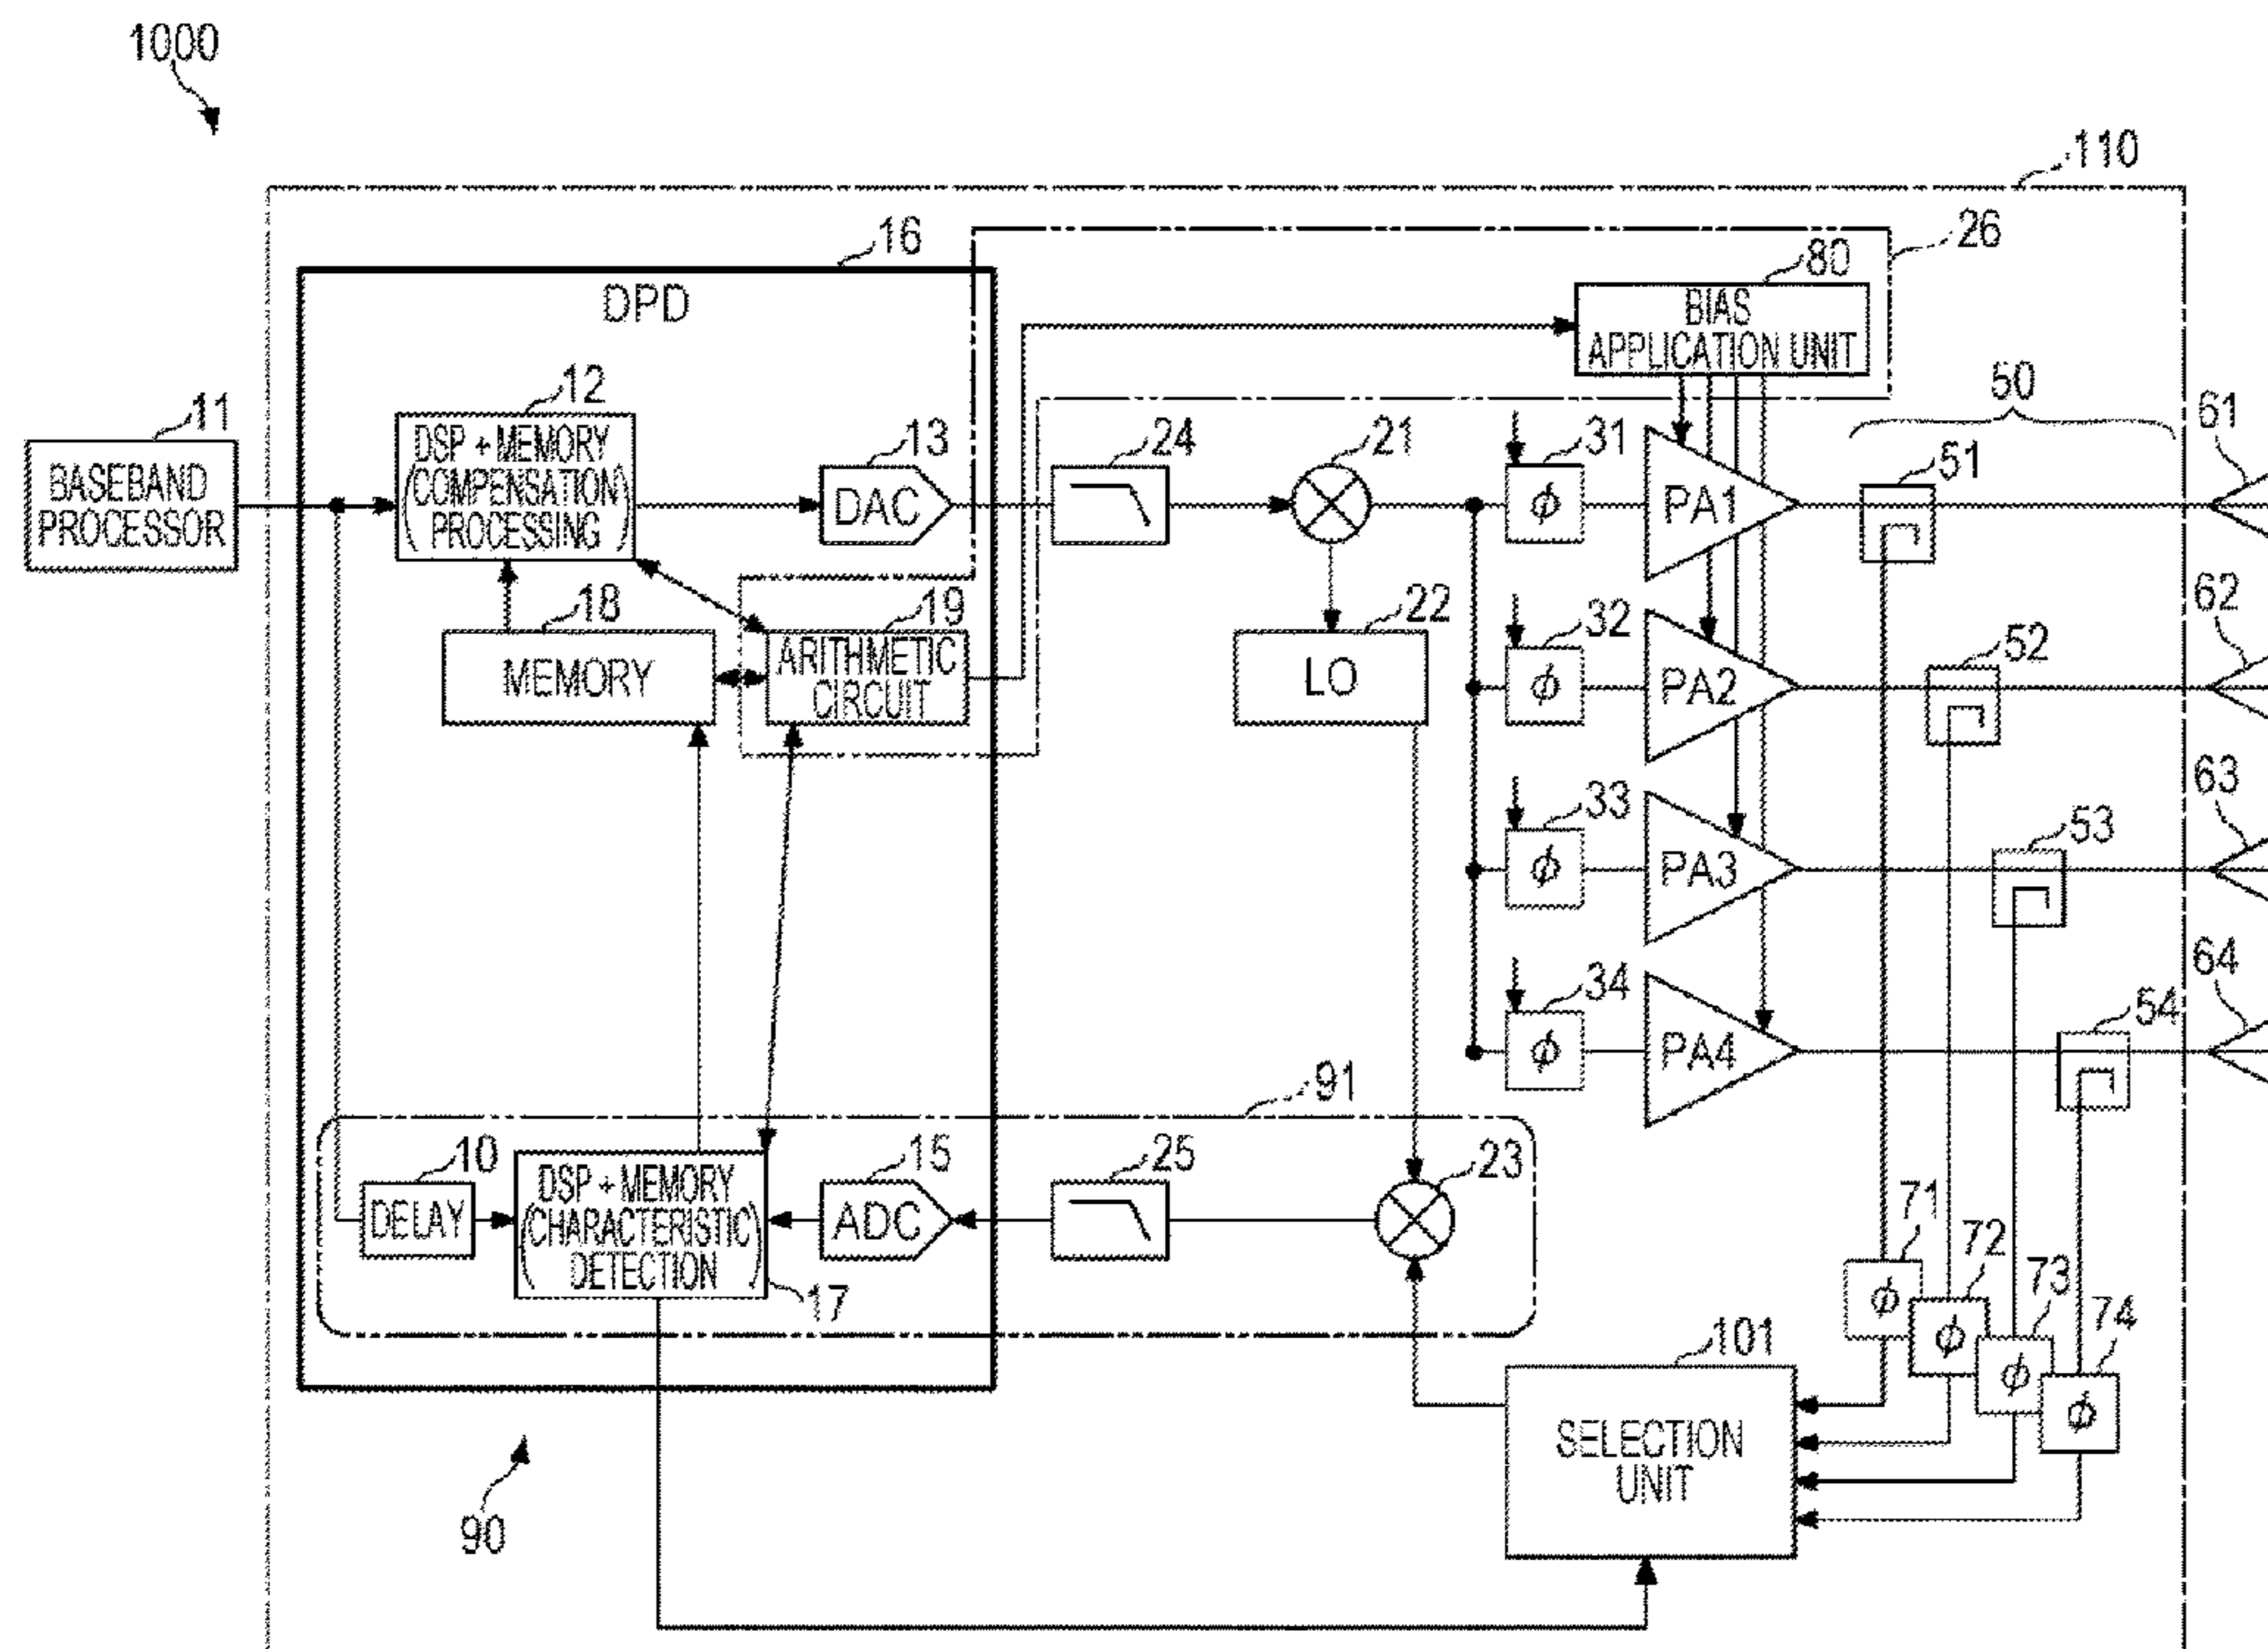 1000
110
16
26
DPD
80
BIAS
APPLICATION UNIT
50
11
BASEBAND
PROCESSOR
12
DSP + MEMORY
(COMPENSATION)
PROCESSING
13
DAC
24
21
31
ϕ
PA1
51
61
18
MEMORY
19
ARITHMETIC
CIRCUIT
22
LO
32
ϕ
PA2
52
62
33
ϕ
PA3
53
63
34
ϕ
PA4
54
64
91
10
DELAY
DSP + MEMORY
(CHARACTERISTIC)
DETECTION
17
15
ADC
25
23
71
ϕ
72
ϕ
73
ϕ
74
ϕ
101
SELECTION
UNIT
90